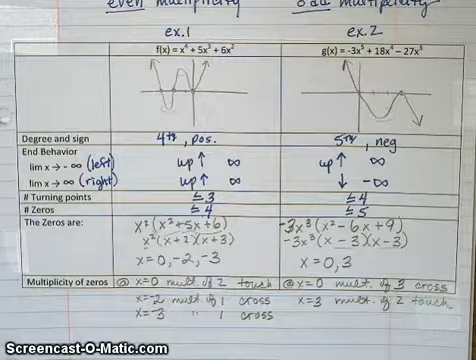 even multiplicity odd multiplicity
ex.1 ex.2
f(x) = x⁴ + 5x³ + 6x² g(x) = -3x⁵ + 18x⁴ – 27x³
Degree and sign 4th, pos. 5th, neg
End Behavior
lim x→ - ∞ (left) up ↑ ∞ up ↑ ∞
lim x→ ∞ (right) up ↑ ∞ ↓ -∞
# Turning points ≤ 3 ≤ 4
# Zeros ≤ 4 ≤ 5
The Zeros are: x²(x²+5x+6) -3x³(x²-6x+9)
x²(x+2)(x+3) -3x³(x-3)(x-3)
x=0,-2,-3 x=0,3
Multiplicity of zeros @ x=0 mult. of 2 touch @ x=0 mult. of 3 cross
x=-2 mult. of 1 cross x=3 mult. of 2 touch
x=-3 " 1 cross
Screencast-O-Matic.com